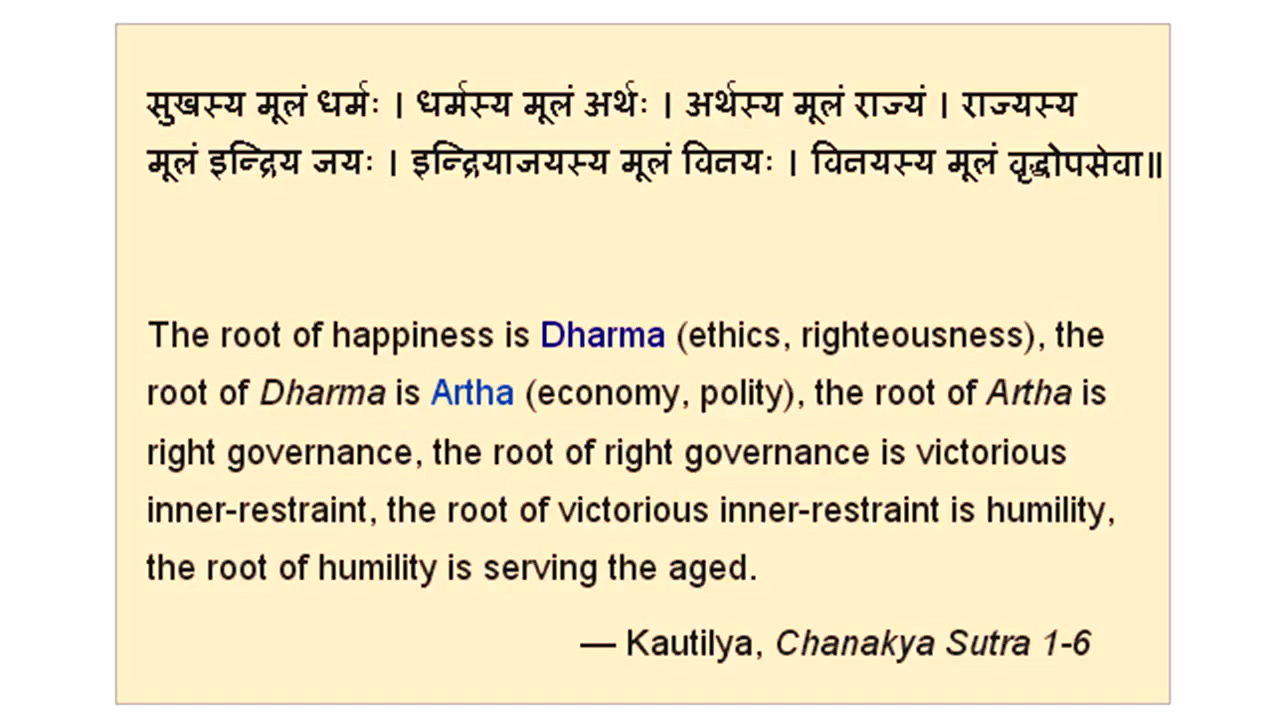 सुखस्य मूलं धर्मः । धर्मस्य मूलं अर्थः । अर्थस्य मूलं राज्यं । राज्यस्य
मूलं इन्द्रिय जयः । इन्द्रियाजयस्य मूलं विनयः । विनयस्य मूलं वृद्धोपसेवा॥
The root of happiness is Dharma (ethics, righteousness), the
root of Dharma is Artha (economy, polity), the root of Artha is
right governance, the root of right governance is victorious
inner-restraint, the root of victorious inner-restraint is humility,
the root of humility is serving the aged.
— Kautilya, Chanakya Sutra 1-6